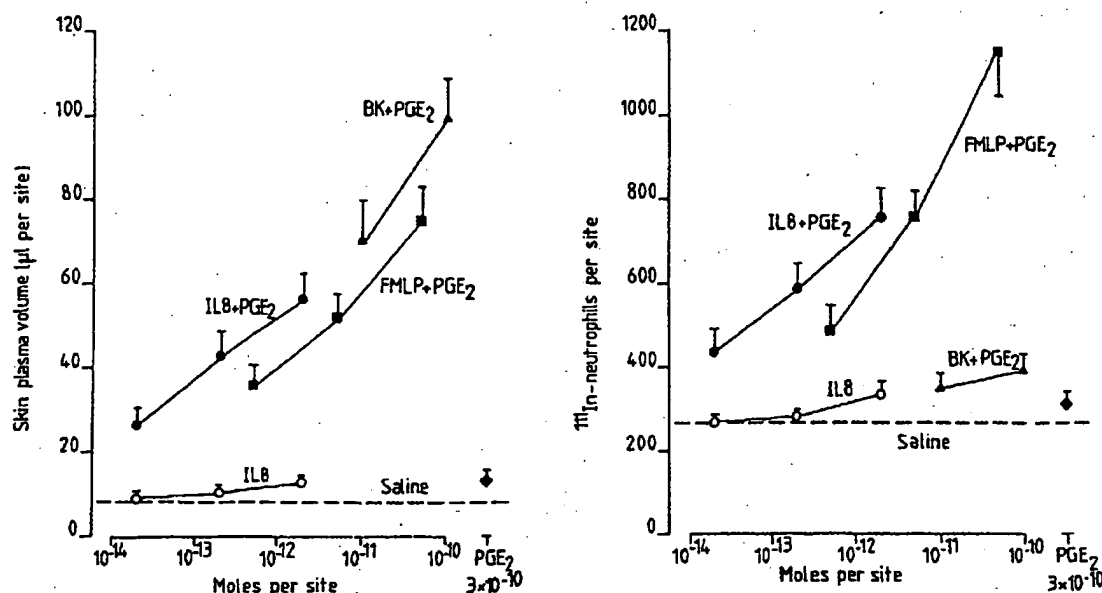 Skin plasma volume (µl per site)
120
100
80
60
40
20
0
BK+PGE2
IL8+PGE2
FMLP+PGE2
IL8
Saline
10-14
10-13
10-12
10-11
10-10
PGE2
3×10-10
Moles per site
111In-neutrophils per site
1200
1000
800
600
400
200
0
FMLP+PGE2
IL8+PGE2
BK+PGE2
IL8
Saline
10-14
10-13
10-12
10-11
10-10
PGE2
3×10-10
Moles per site